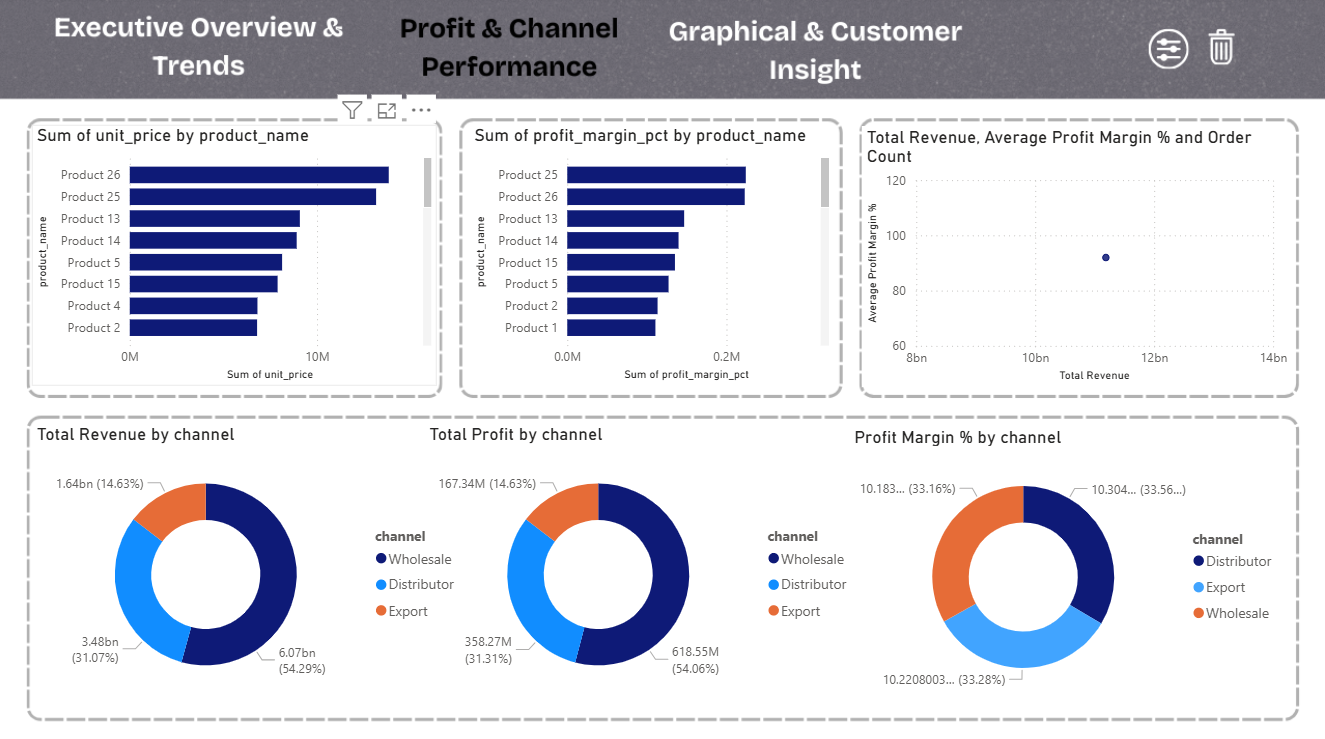 Executive Overview &
Trends
Profit & Channel
Performance
Graphical & Customer
Insight
Sum of unit_price by product_name
product_name
Product 26
Product 25
Product 13
Product 14
Product 5
Product 15
Product 4
Product 2
0M
10M
Sum of unit_price
Sum of profit_margin_pct by product_name
product_name
Product 25
Product 26
Product 13
Product 14
Product 15
Product 5
Product 2
Product 1
0.0M
0.2M
Sum of profit_margin_pct
Total Revenue, Average Profit Margin % and Order
Count
Average Profit Margin %
120
100
80
60
8bn
10bn
12bn
14bn
Total Revenue
Total Revenue by channel
1.64bn (14.63%)
3.48bn
(31.07%)
6.07bn
(54.29%)
channel
Wholesale
Distributor
Export
Total Profit by channel
167.34M (14.63%)
358.27M
(31.31%)
618.55M
(54.06%)
channel
Wholesale
Distributor
Export
Profit Margin % by channel
10.183... (33.16%)
10.304... (33.56...)
10.2208003... (33.28%)
channel
Distributor
Export
Wholesale